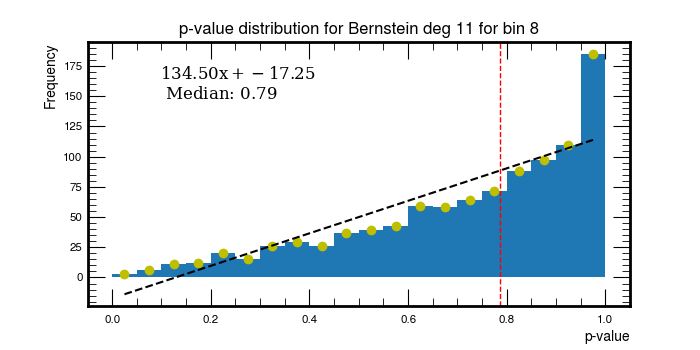 p-value distribution for Bernstein deg 11 for bin 8
Frequency
134.50x + −17.25
Median: 0.79
175
150
125
100
75
50
25
0
0.0 0.2 0.4 0.6 0.8 1.0
p-value